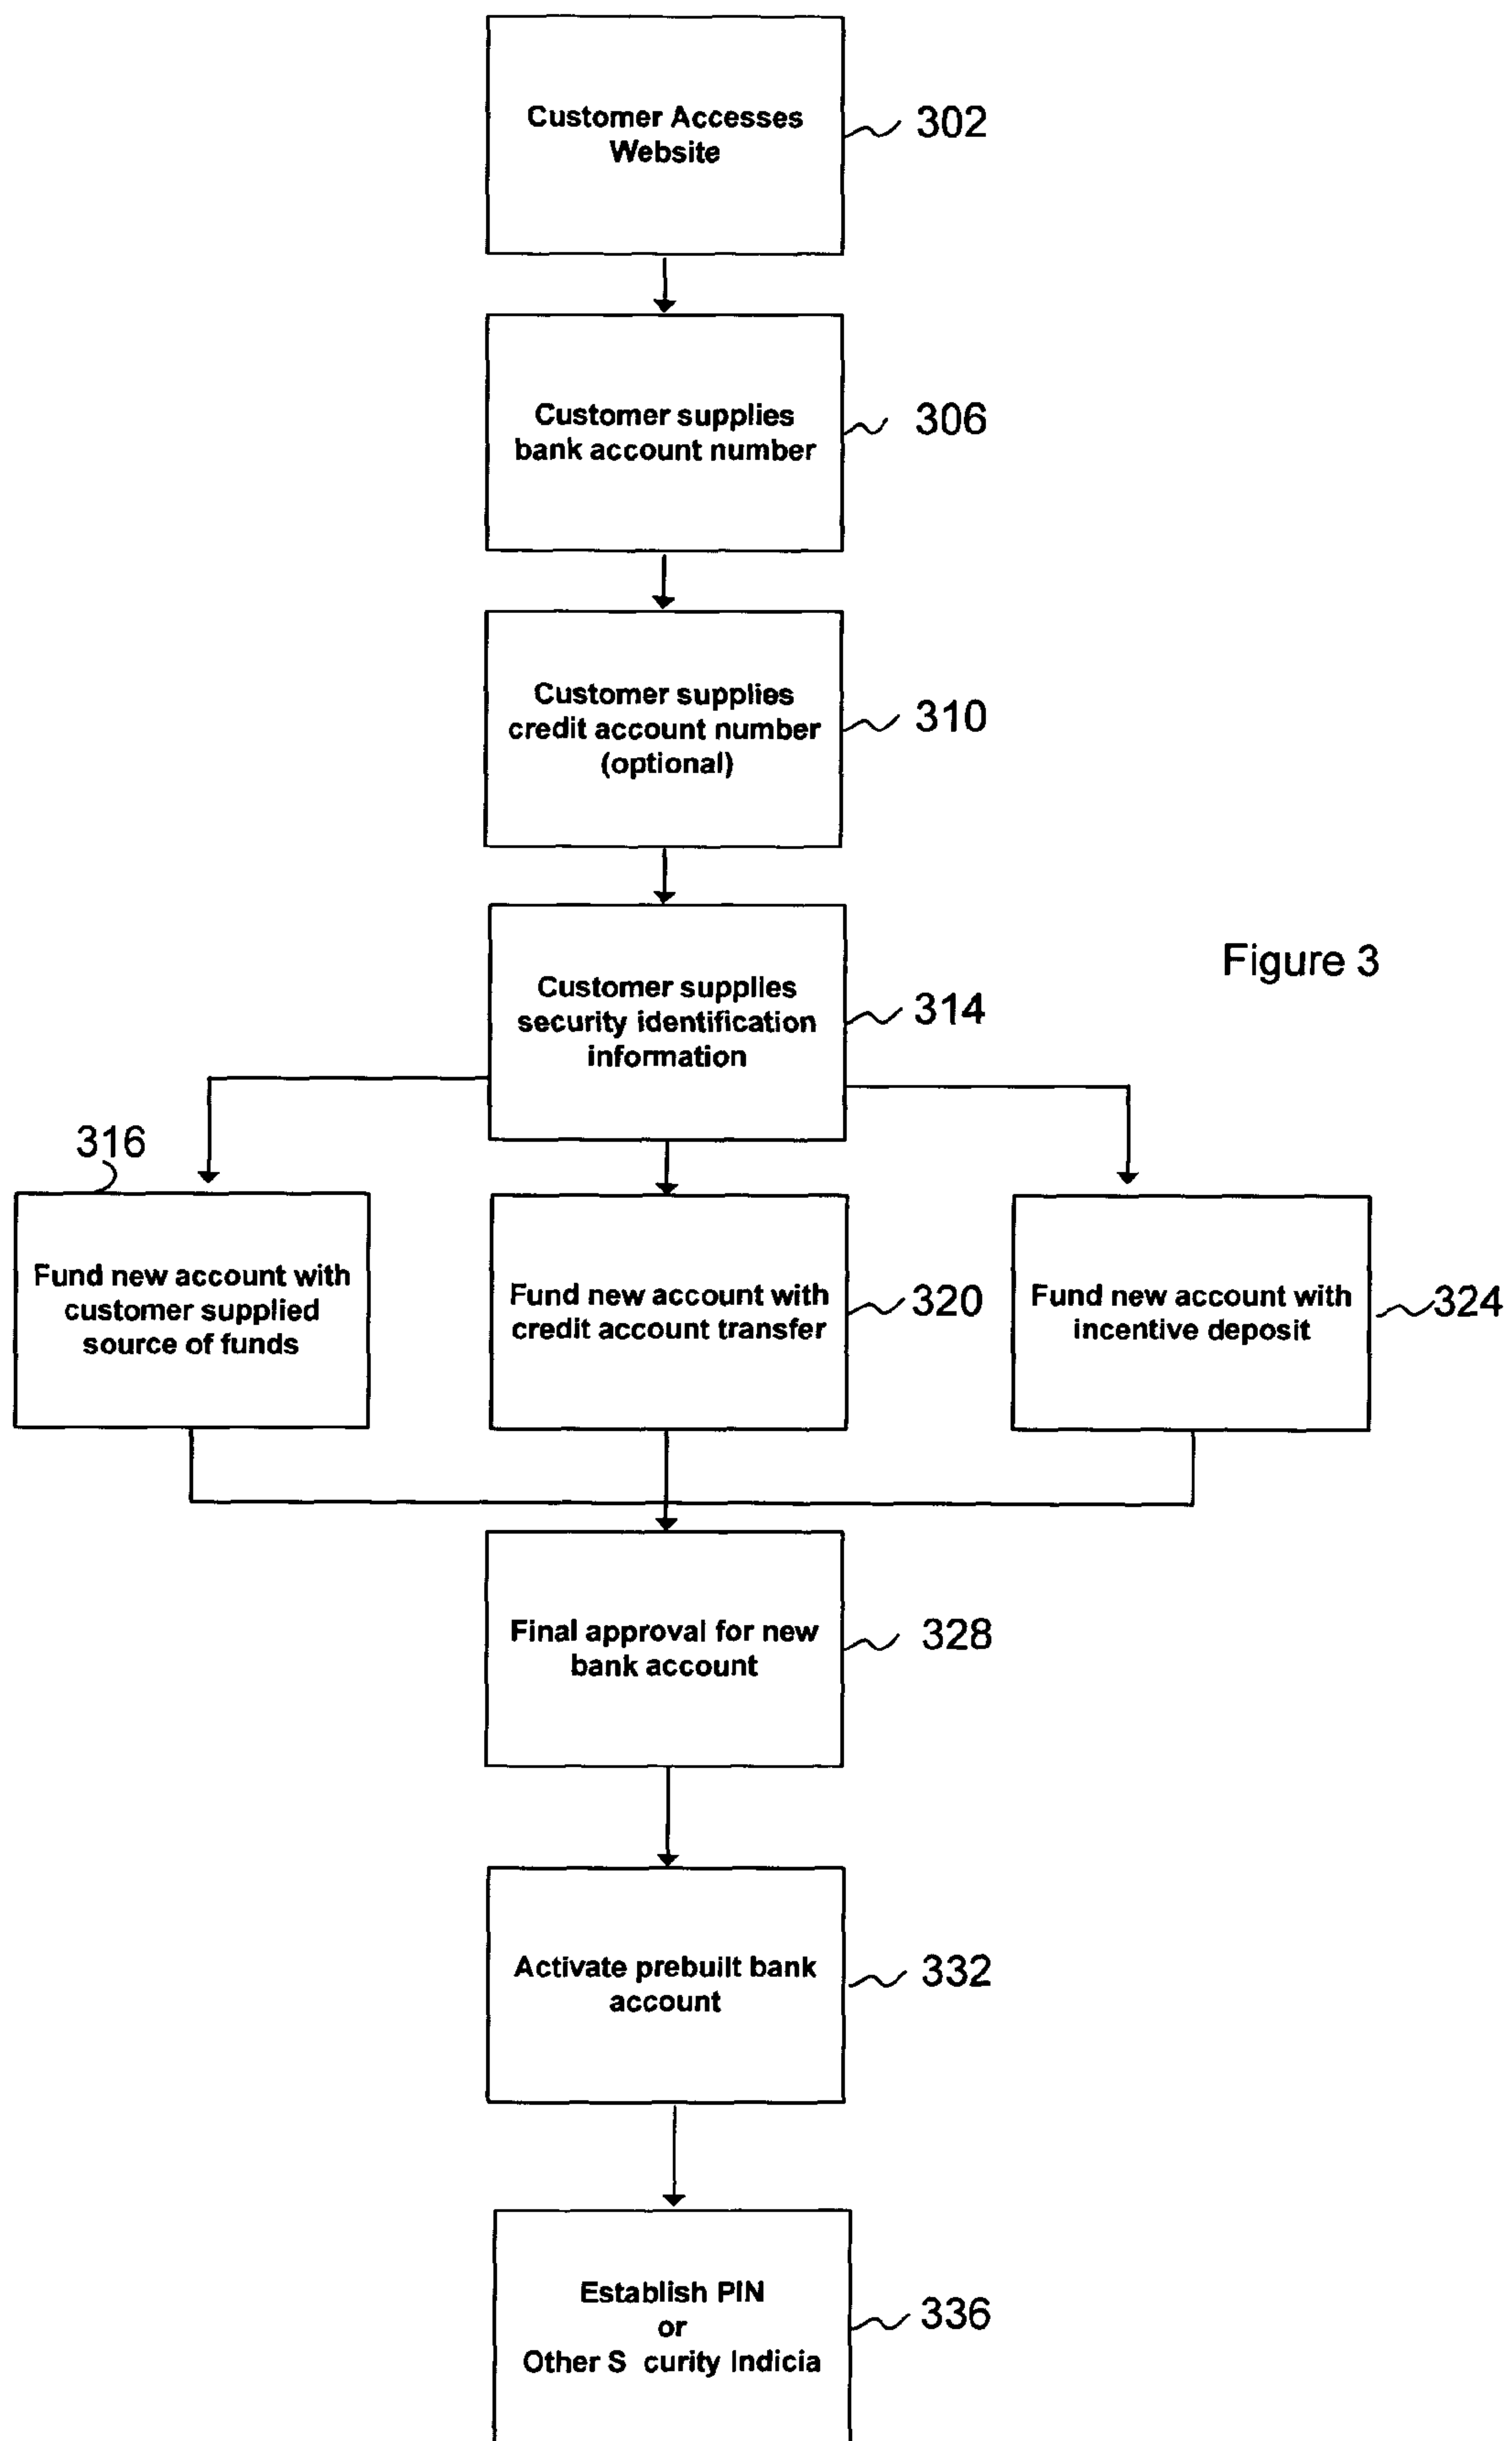 Customer Accesses
Website
302
Customer supplies
bank account number
306
Customer supplies
credit account number
(optional)
310
Figure 3
Customer supplies
security identification
information
314
316
Fund new account with
customer supplied
source of funds
Fund new account with
credit account transfer
320
Fund new account with
incentive deposit
324
Final approval for new
bank account
328
Activate prebuilt bank
account
332
Establish PIN
or
Other S curity Indicia
336